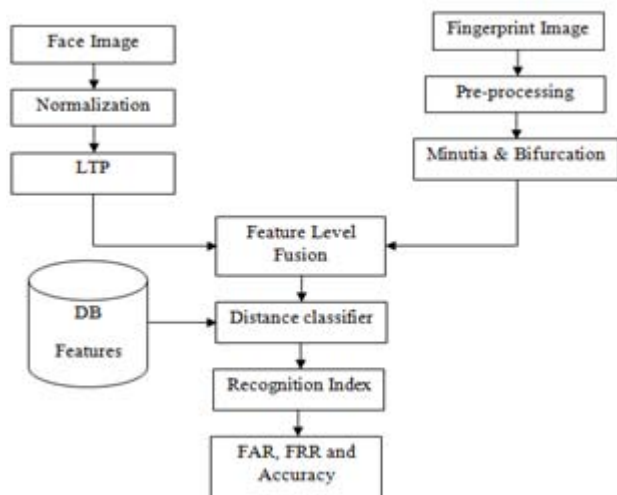 Face Image
Normalization
LTP
Fingerprint Image
Pre-processing
Minutia & Bifurcation
Feature Level
Fusion
DB
Features
Distance classifier
Recognition Index
FAR, FRR and
Accuracy